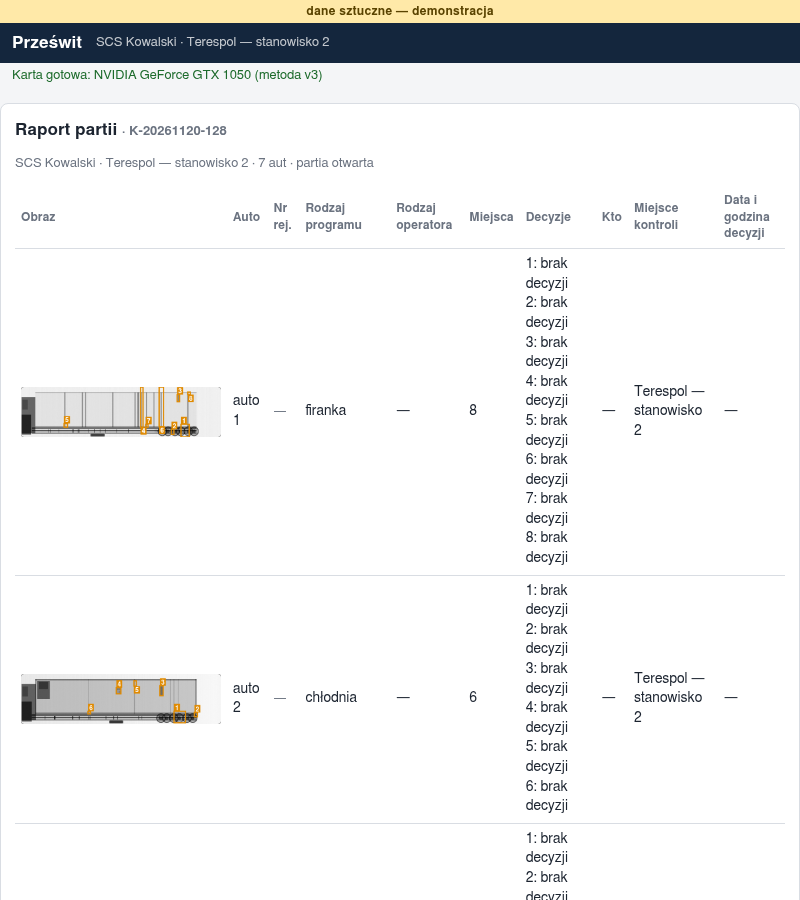 dane sztuczne — demonstracja
Prześwit SCS Kowalski · Terespol — stanowisko 2
Karta gotowa: NVIDIA GeForce GTX 1050 (metoda v3)
Raport partii · K-20261120-128
SCS Kowalski · Terespol — stanowisko 2 · 7 aut · partia otwarta
Obraz Auto Nr rej. Rodzaj programu Rodzaj operatora Miejsca Decyzje Kto Miejsce kontroli Data i godzina decyzji
auto 1 — firanka — 8
1: brak decyzji
2: brak decyzji
3: brak decyzji
4: brak decyzji
5: brak decyzji
6: brak decyzji
7: brak decyzji
8: brak decyzji
— Terespol — stanowisko 2 —
auto 2 — chłodnia — 6
1: brak decyzji
2: brak decyzji
3: brak decyzji
4: brak decyzji
5: brak decyzji
6: brak decyzji
— Terespol — stanowisko 2 —
1: brak decyzji
2: brak decyzji